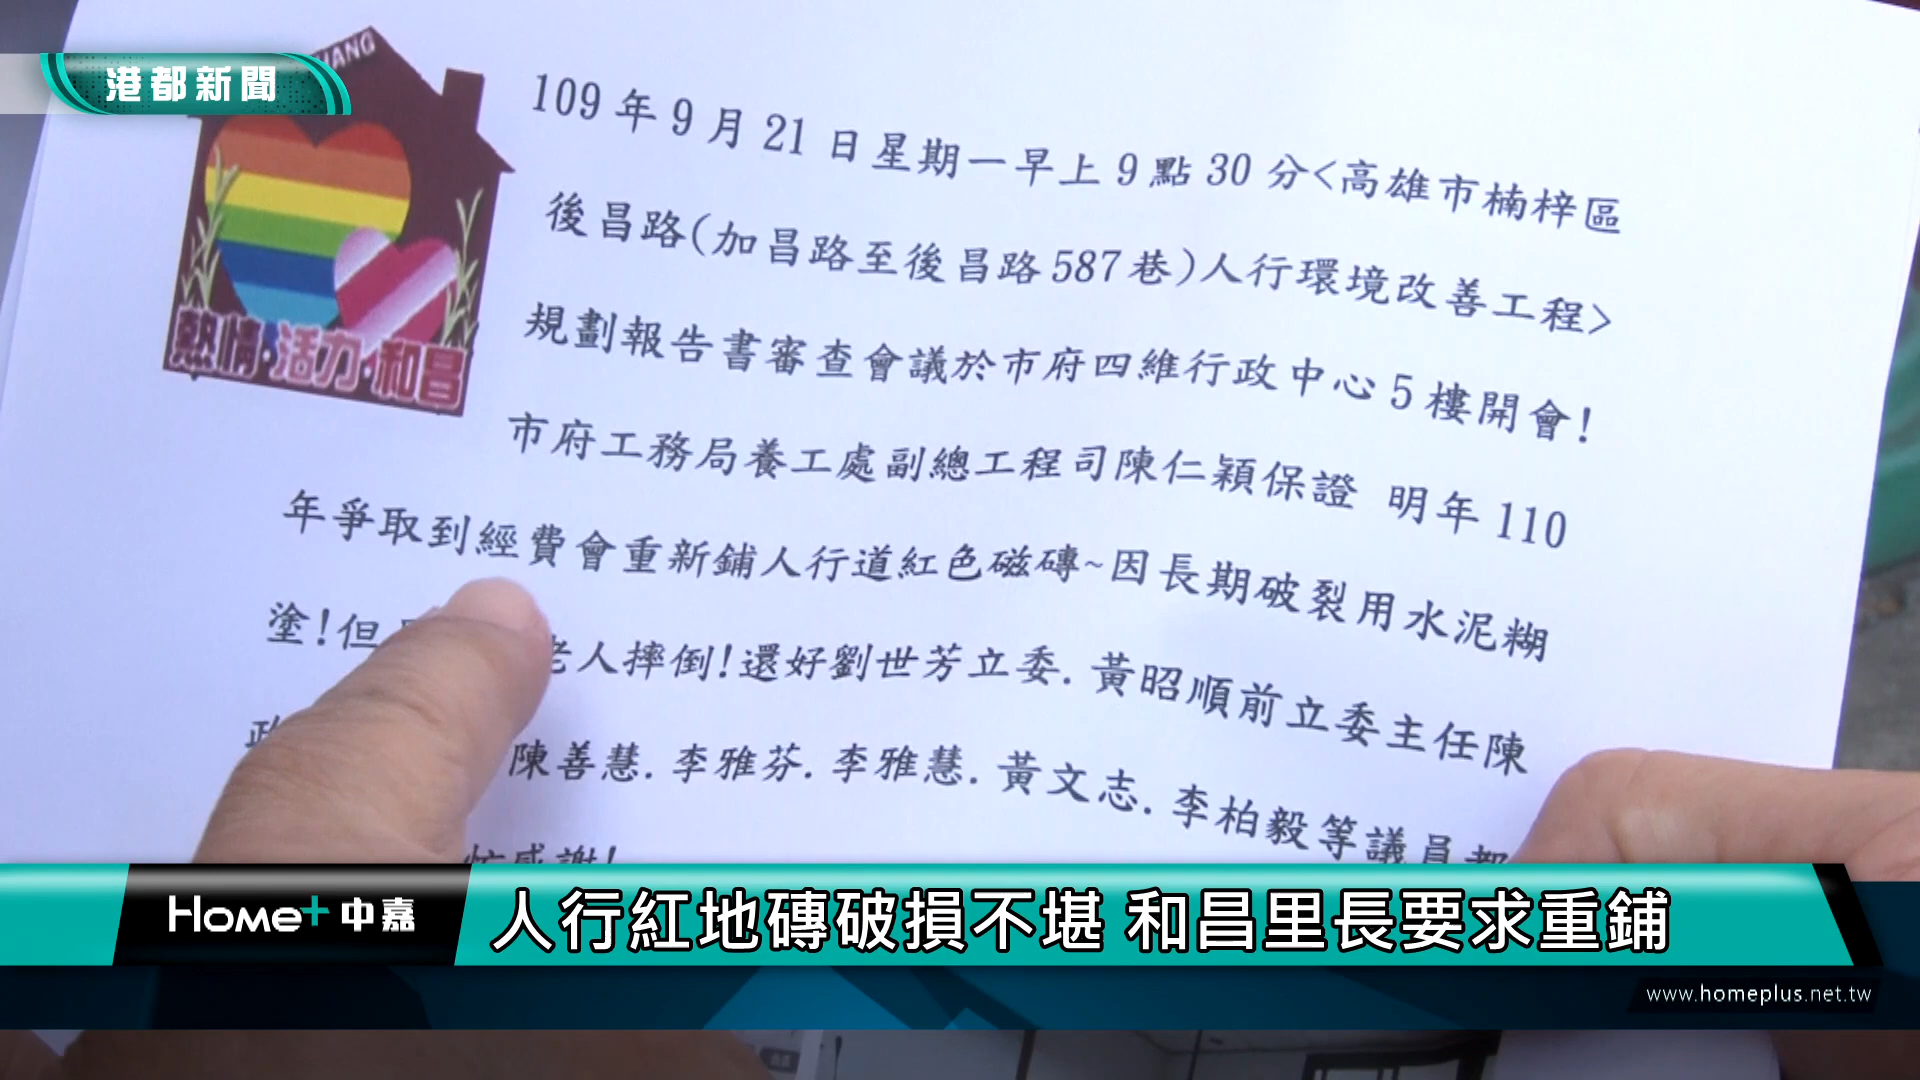 港都新聞
HANG
熱情·活力·和昌
109年9月21日星期一早上9點30分<高雄市楠梓區
後昌路(加昌路至後昌路587巷)人行環境改善工程>
規劃報告書審查會議於市府四維行政中心5樓開會!
市府工務局養工處副總工程司陳仁穎保證 明年110
年爭取到經費會重新鋪人行道紅色磁磚~因長期破裂用水泥糊
塗!但 老人摔倒!還好劉世芳立委.黃昭順前立委主任陳
政 陳善慧.李雅芬.李雅慧.黃文志.李柏毅等議員都
忙感謝!
Home+中嘉
人行紅地磚破損不堪 和昌里長要求重鋪
www.homeplus.net.tw